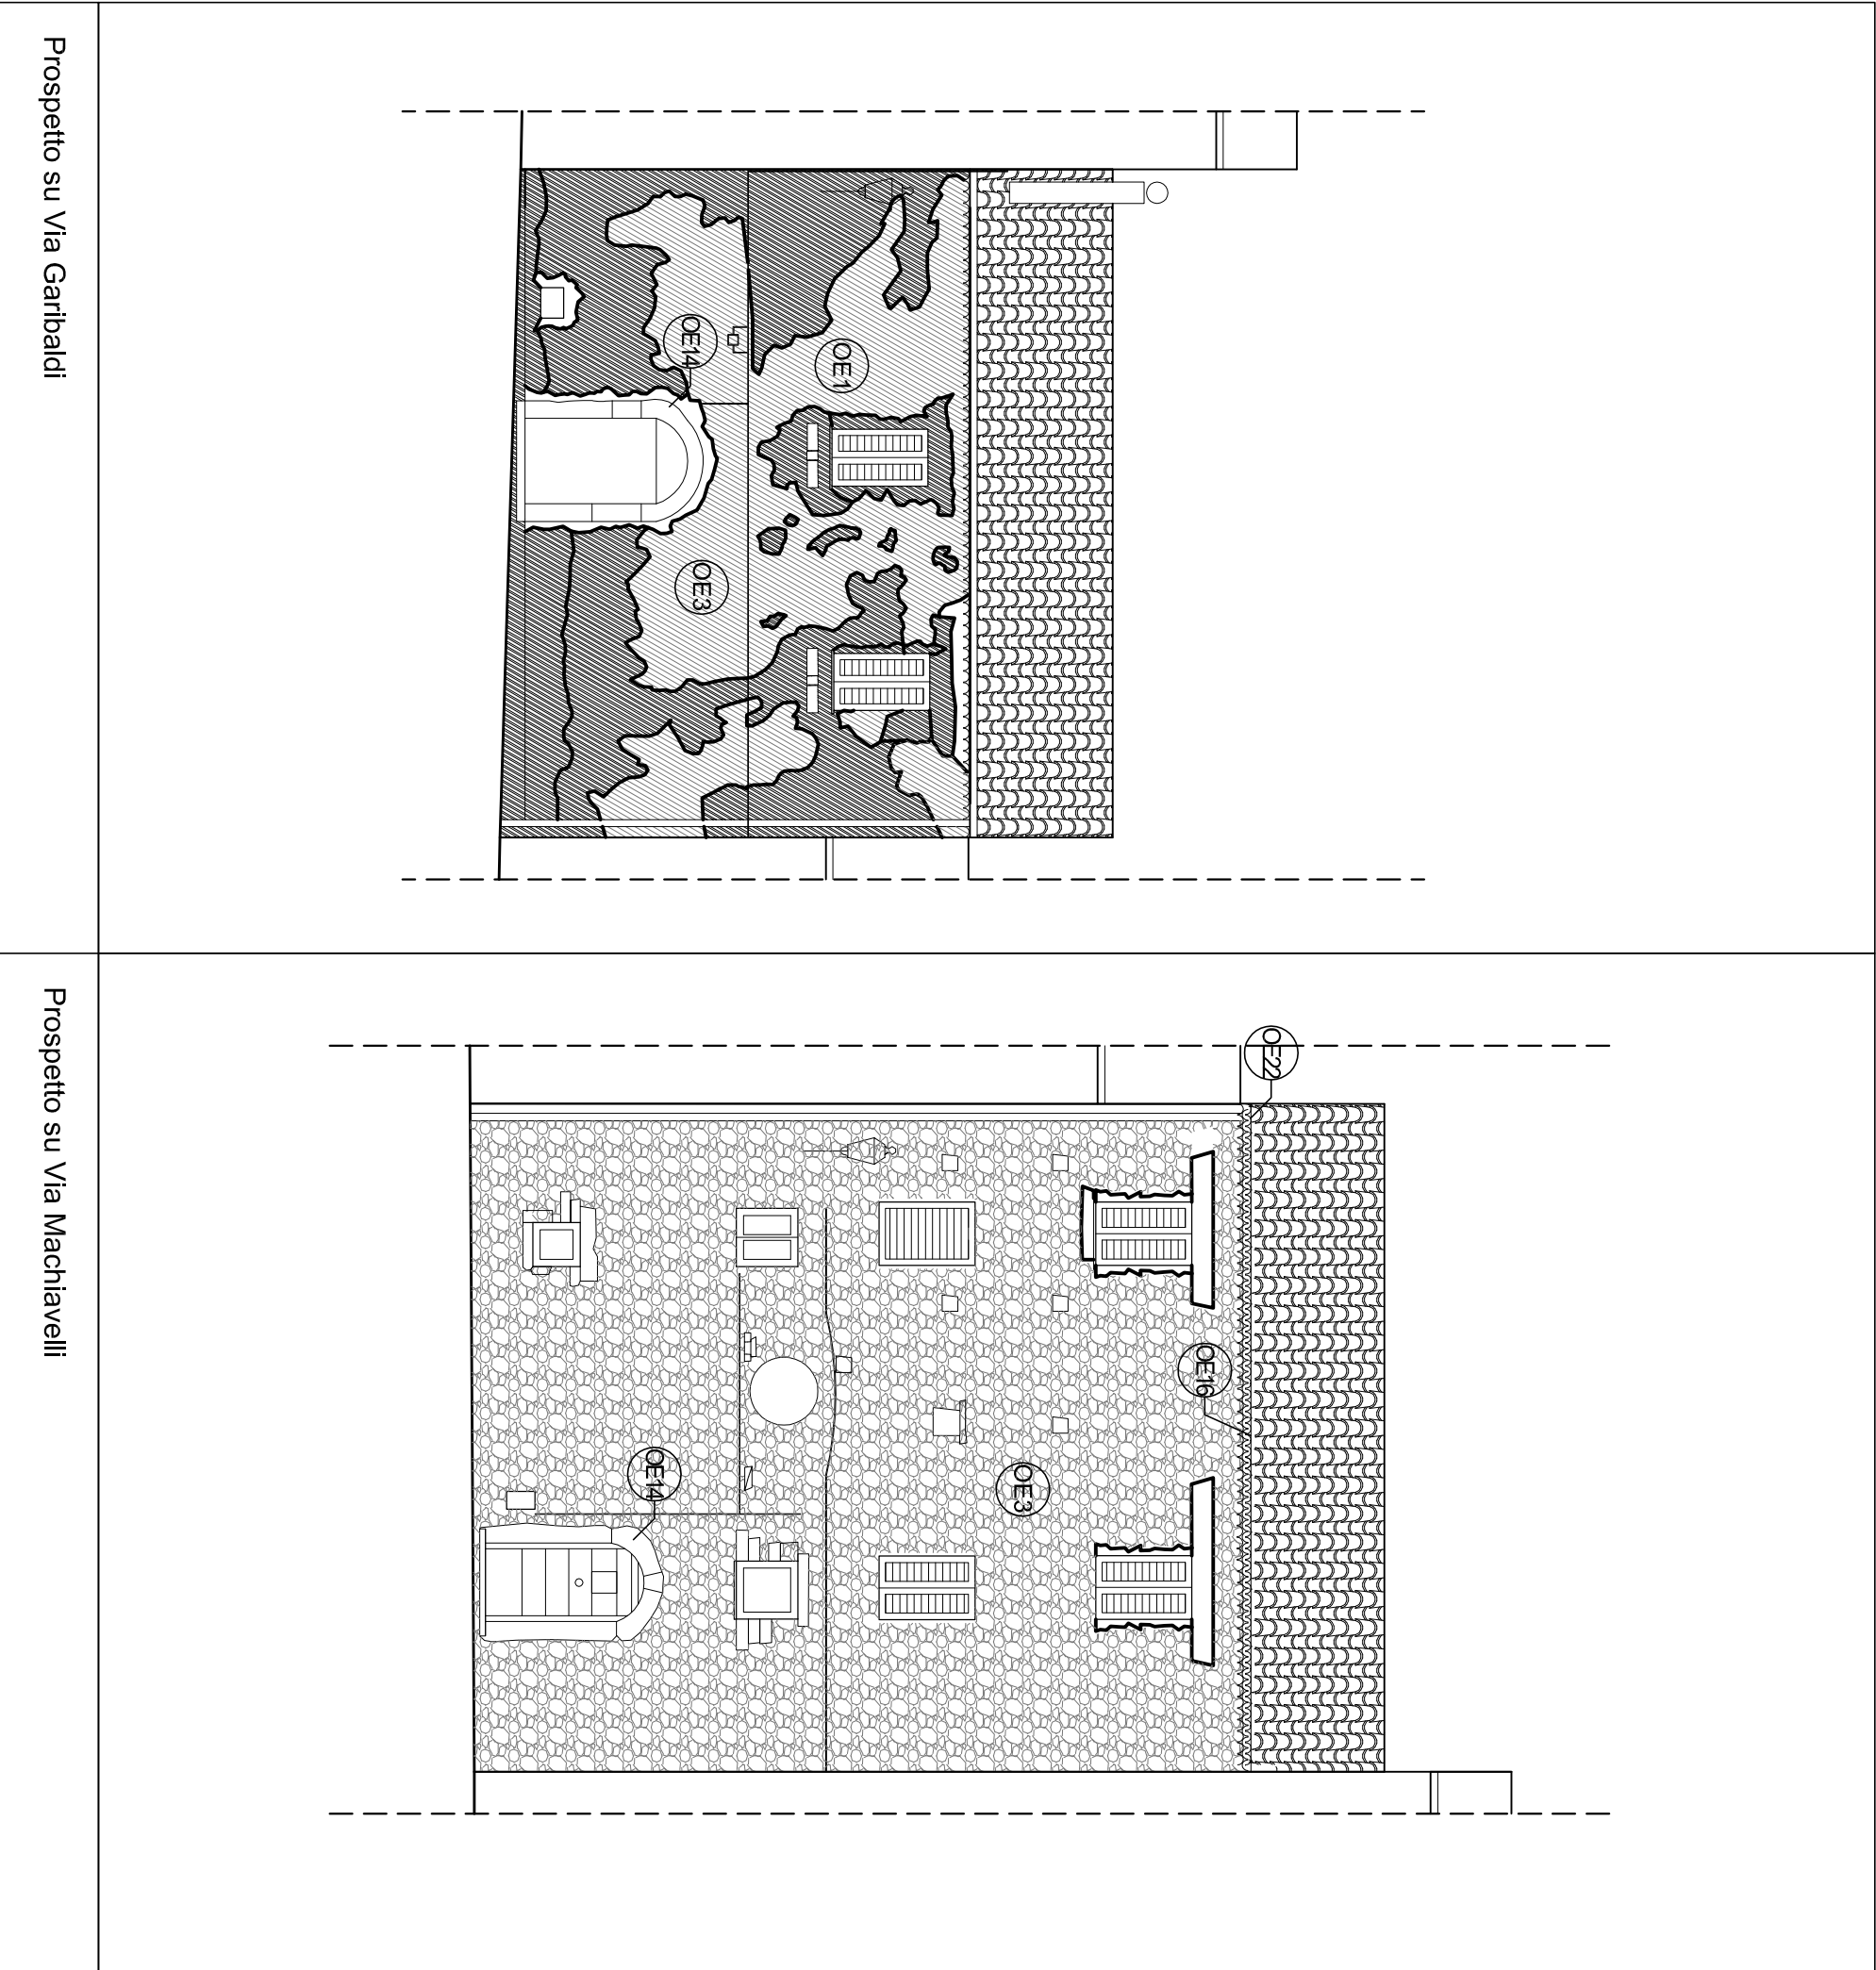 OE1
OE14
OE3
Prospetto su Via Garibaldi
OE22
OE16
OE3
OE14
Prospetto su Via Machiavelli